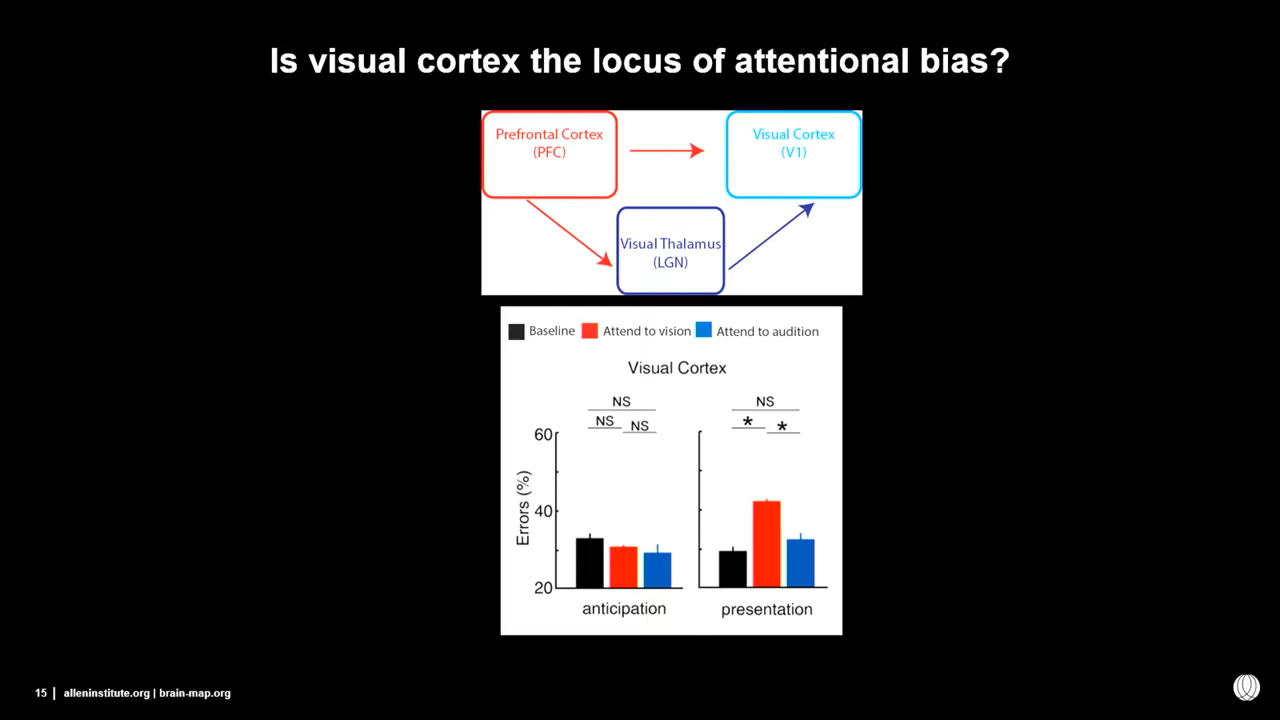 Is visual cortex the locus of attentional bias?
Prefrontal Cortex
(PFC)
Visual Cortex
(V1)
Visual Thalamus
(LGN)
Baseline Attend to vision Attend to audition
Visual Cortex
NS NS
NS NS * *
60
40
20
Errors (%)
anticipation presentation
15 | alleninstitute.org | brain-map.org